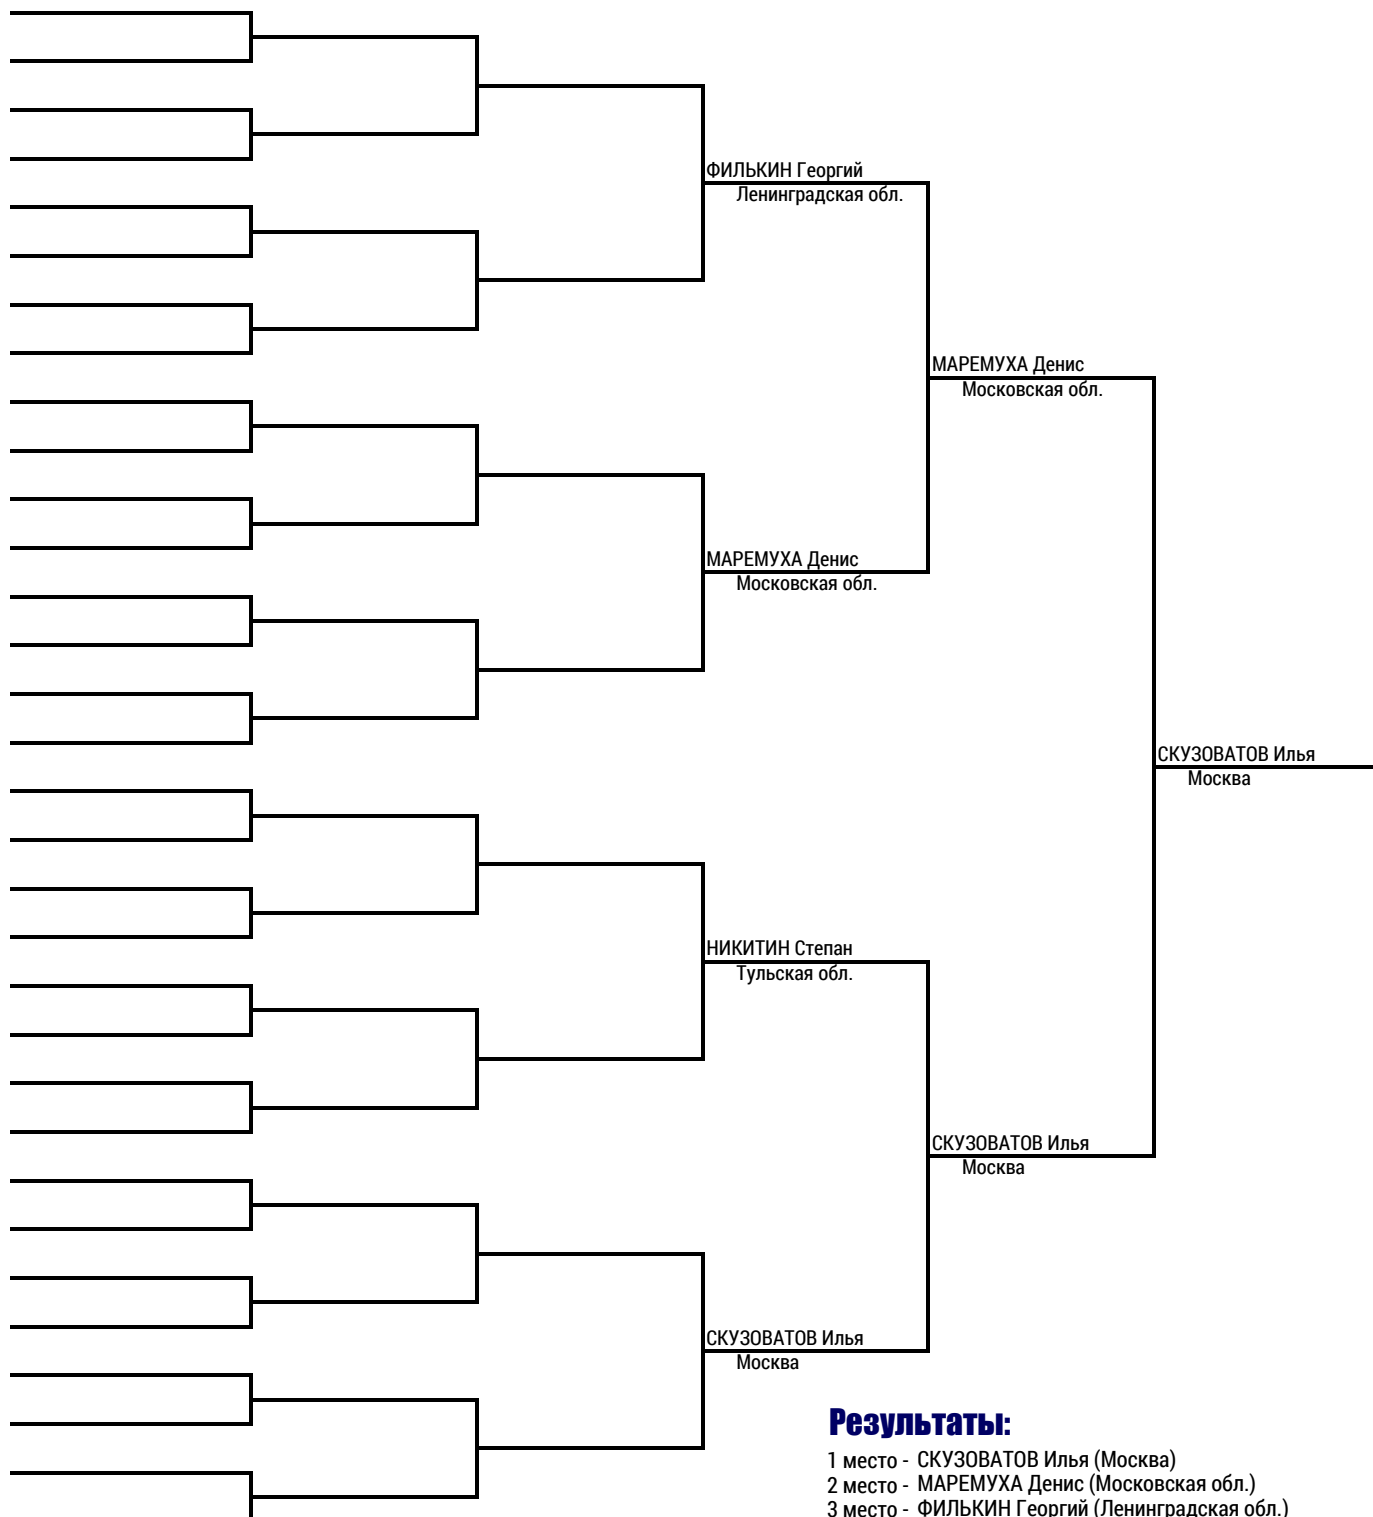 ФИЛЬКИН Георгий
Ленинградская обл.
МАРЕМУХА Денис
Московская обл.
МАРЕМУХА Денис
Московская обл.
СКУЗОВАТОВ Илья
Москва
НИКИТИН Степан
Тульская обл.
СКУЗОВАТОВ Илья
Москва
СКУЗОВАТОВ Илья
Москва
Результаты:
1 место - СКУЗОВАТОВ Илья (Москва)
2 место - МАРЕМУХА Денис (Московская обл.)
3 место - ФИЛЬКИН Георгий (Ленинградская обл.)